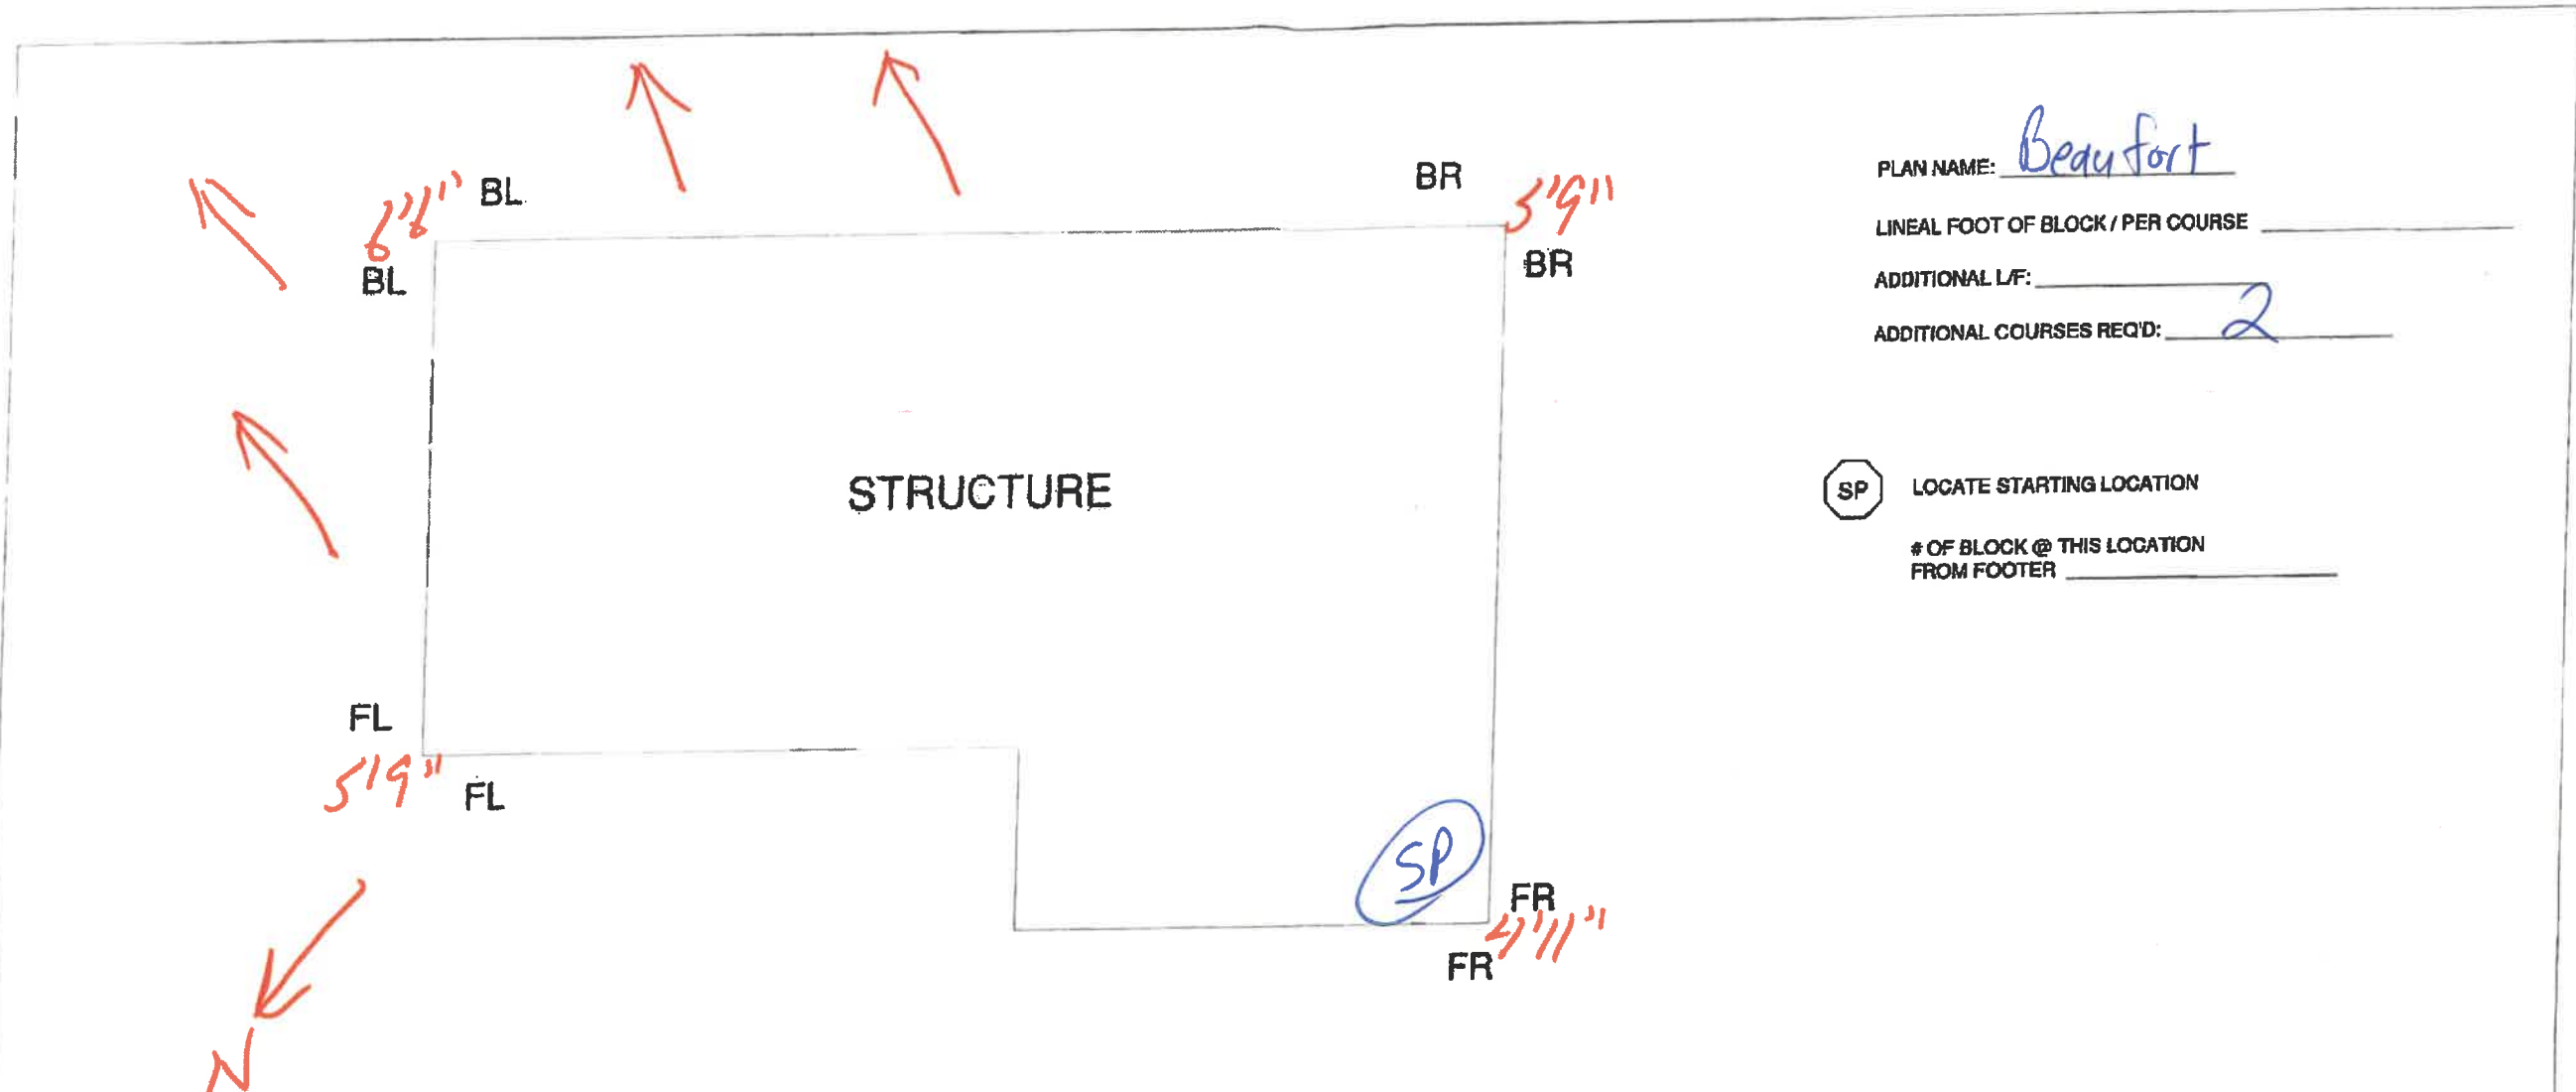 BL
6'6"
BL
BR
5'9"
BR
PLAN NAME: Beaufort
LINEAL FOOT OF BLOCK / PER COURSE
ADDITIONAL L/F:
ADDITIONAL COURSES REQ'D: 2
STRUCTURE
SP LOCATE STARTING LOCATION
# OF BLOCK @ THIS LOCATION
FROM FOOTER
FL
5'9"
FL
SP
FR
4'11"
FR
N